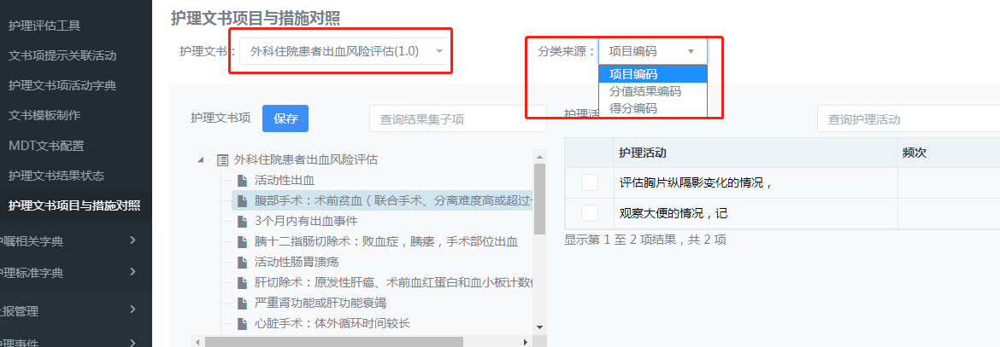 护理评估工具
文书项提示关联活动
护理文书项活动字典
文书模板制作
MDT文书配置
护理文书结果状态
护理文书项目与措施对照
嘱相关字典
理标准字典
报管理
理事件
护理文书项目与措施对照
护理文书：
外科住院患者出血风险评估(1.0)
分类来源：
项目编码
项目编码
分值结果编码
得分编码
护理文书项
保存
查询结果集子项
外科住院患者出血风险评估
活动性出血
腹部手术：术前贫血（联合手术、分离难度高或超过
3个月内有出血事件
胰十二指肠切除术：败血症，胰瘘，手术部位出血
活动性肠胃溃疡
肝切除术：原发性肝癌、术前血红蛋白和血小板计数
严重肾功能或肝功能衰竭
心脏手术：体外循环时间较长
护理活
查询护理活动
护理活动
频次
评估胸片纵隔影变化的情况，
观察大便的情况，记
显示第 1 至 2 项结果，共 2 项